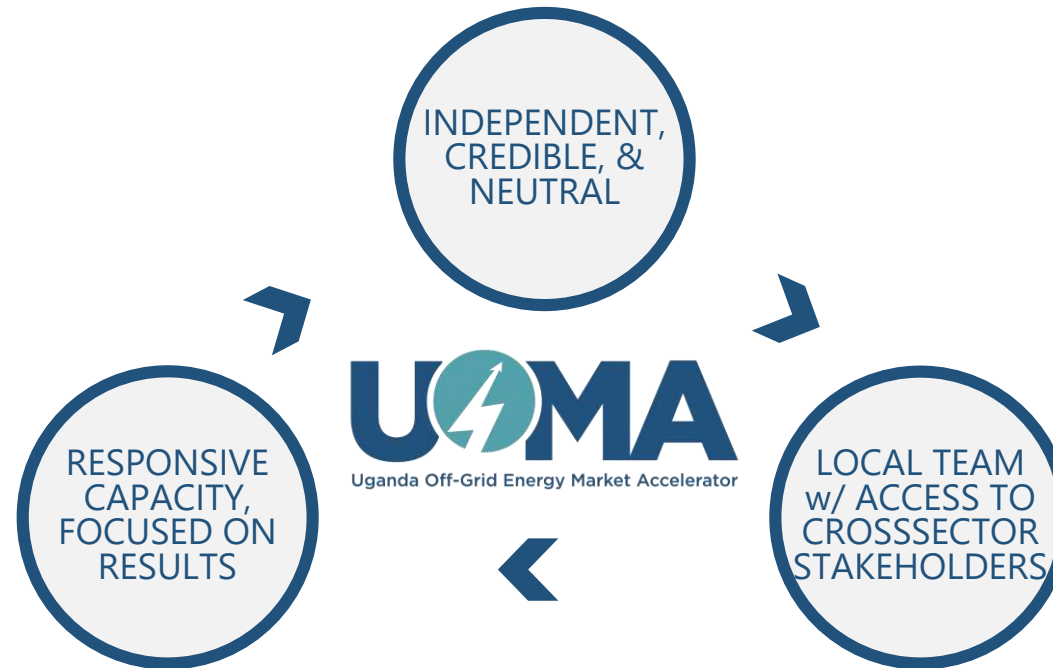 INDEPENDENT,
CREDIBLE, &
NEUTRAL
UOMA
Uganda Off-Grid Energy Market Accelerator
RESPONSIVE
CAPACITY,
FOCUSED ON
RESULTS
LOCAL TEAM
w/ ACCESS TO
CROSSSECTOR
STAKEHOLDERS